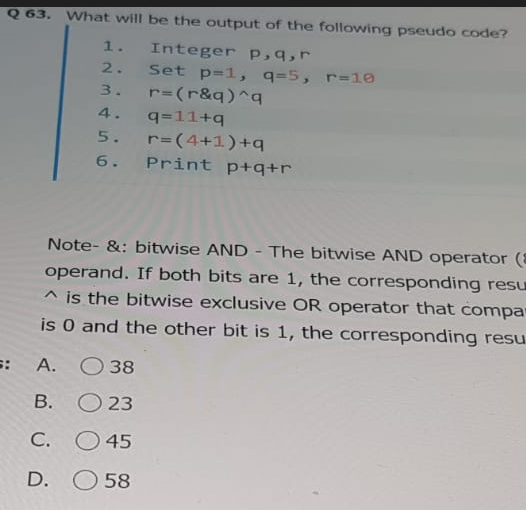 Q 63. What will be the output of the following pseudo code?
1. Integer p,q,r
2. Set p=1, q=5, r=10
3. r=(r&q)^q
4. q=11+q
5. r=(4+1)+q
6. Print p+q+r
Note- &: bitwise AND - The bitwise AND operator (
operand. If both bits are 1, the corresponding resu
^ is the bitwise exclusive OR operator that compa
is 0 and the other bit is 1, the corresponding resu
A. 38
B. 23
C. 45
D. 58